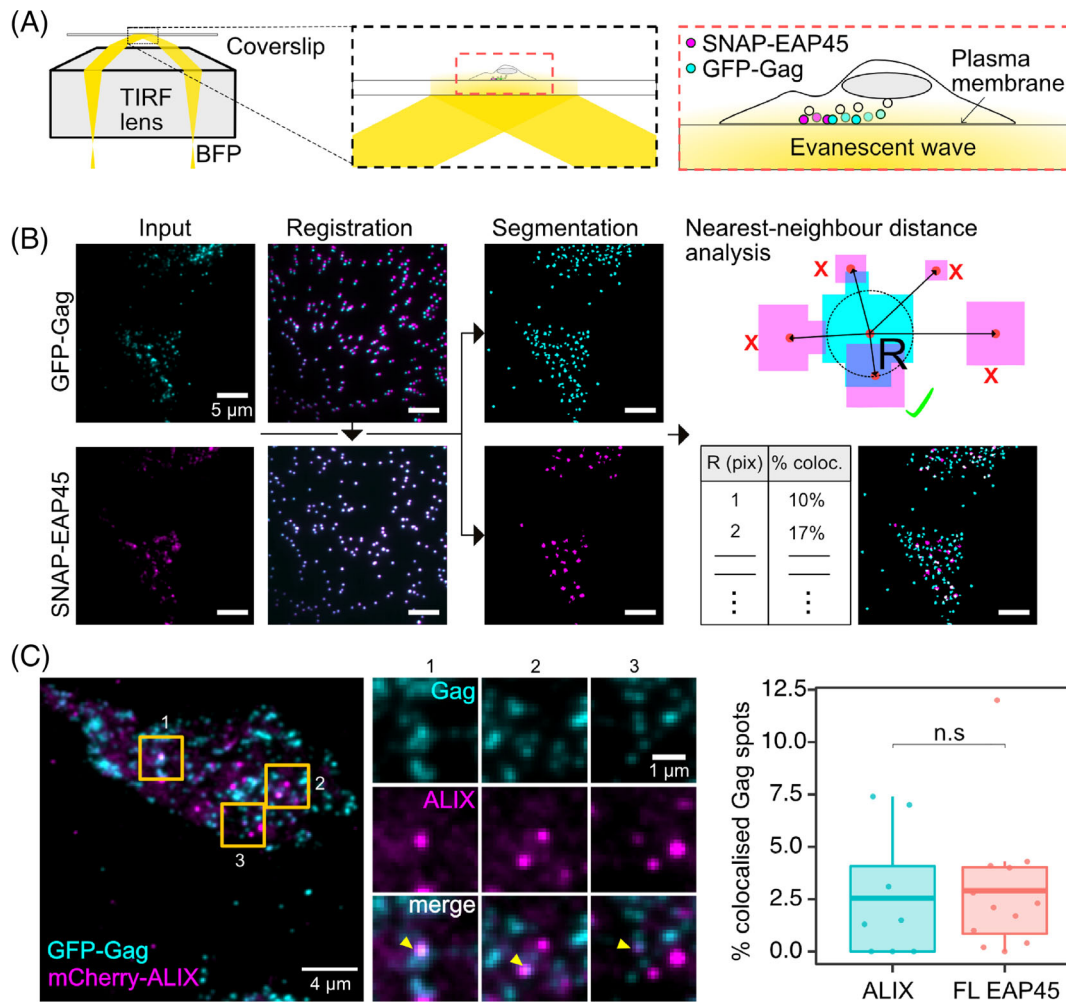 (A)
Coverslip
TIRF
lens
BFP
SNAP-EAP45
GFP-Gag
Plasma
membrane
Evanescent wave
(B)
Input
Registration
Segmentation
Nearest-neighbour distance
analysis
GFP-Gag
5 µm
X
X
X
X
R
SNAP-EAP45
R (pix)
% coloc.
1
10%
2
17%
⋮
⋮
(C)
1
2
3
GFP-Gag
mCherry-ALIX
4 µm
1
2
3
Gag
1 µm
ALIX
merge
% colocalised Gag spots
12.5
10.0
7.5
5.0
2.5
0.0
n.s
ALIX
FL EAP45